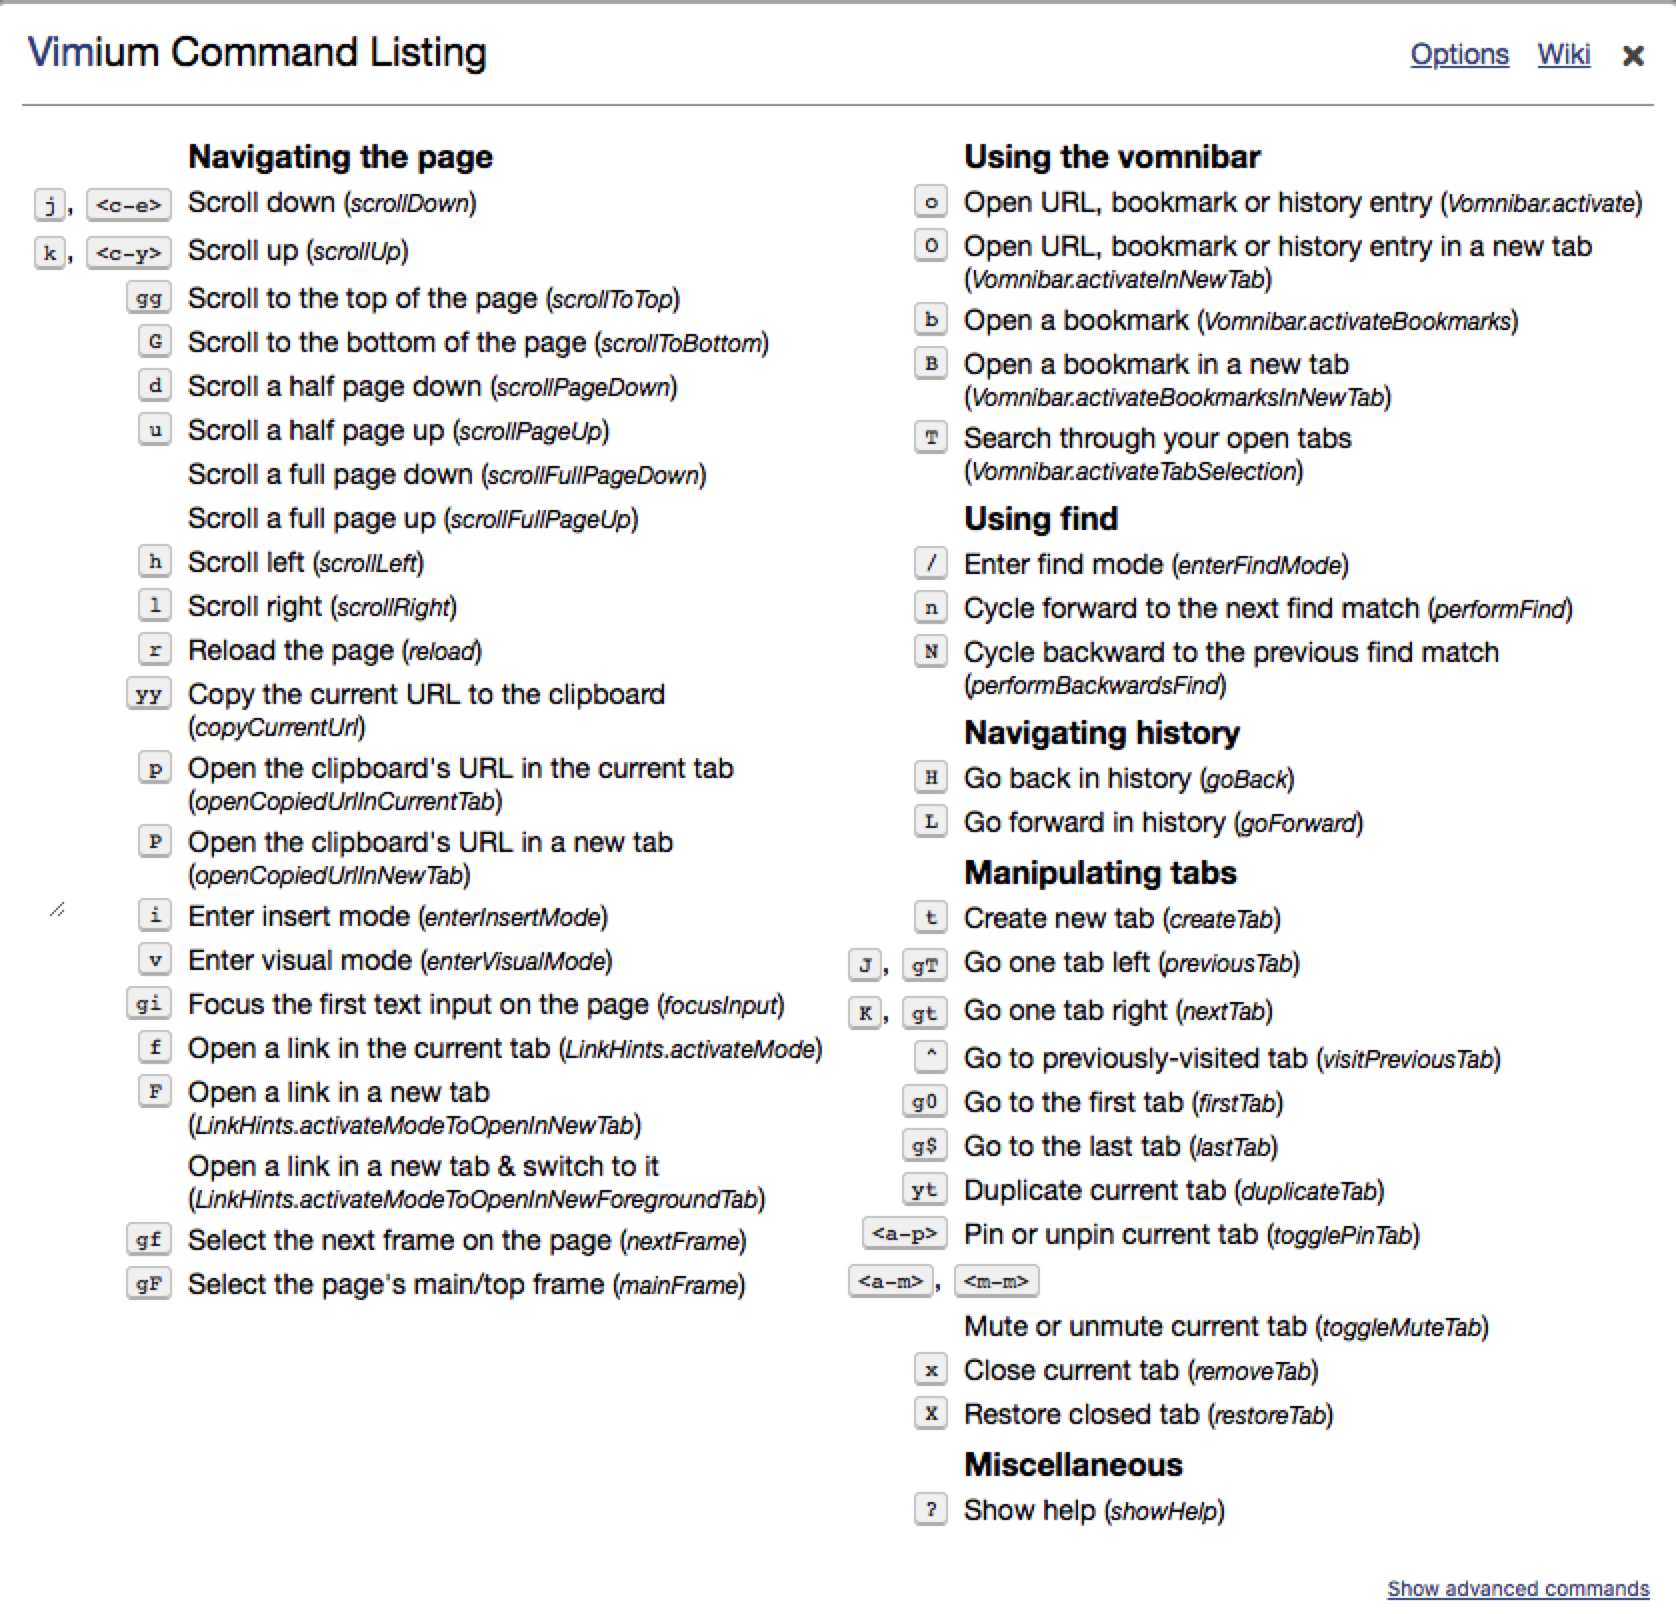 Vimium Command Listing
Options Wiki ×
Navigating the page
j, <c-e> Scroll down (scrollDown)
k, <c-y> Scroll up (scrollUp)
gg Scroll to the top of the page (scrollToTop)
G Scroll to the bottom of the page (scrollToBottom)
d Scroll a half page down (scrollPageDown)
u Scroll a half page up (scrollPageUp)
Scroll a full page down (scrollFullPageDown)
Scroll a full page up (scrollFullPageUp)
h Scroll left (scrollLeft)
l Scroll right (scrollRight)
r Reload the page (reload)
yy Copy the current URL to the clipboard
(copyCurrentUrl)
p Open the clipboard's URL in the current tab
(openCopiedUrlInCurrentTab)
P Open the clipboard's URL in a new tab
(openCopiedUrlInNewTab)
i Enter insert mode (enterInsertMode)
v Enter visual mode (enterVisualMode)
gi Focus the first text input on the page (focusInput)
f Open a link in the current tab (LinkHints.activateMode)
F Open a link in a new tab
(LinkHints.activateModeToOpenInNewTab)
Open a link in a new tab & switch to it
(LinkHints.activateModeToOpenInNewForegroundTab)
gf Select the next frame on the page (nextFrame)
gF Select the page's main/top frame (mainFrame)
Using the vomnibar
o Open URL, bookmark or history entry (Vomnibar.activate)
O Open URL, bookmark or history entry in a new tab
(Vomnibar.activateInNewTab)
b Open a bookmark (Vomnibar.activateBookmarks)
B Open a bookmark in a new tab
(Vomnibar.activateBookmarksInNewTab)
T Search through your open tabs
(Vomnibar.activateTabSelection)
Using find
/ Enter find mode (enterFindMode)
n Cycle forward to the next find match (performFind)
N Cycle backward to the previous find match
(performBackwardsFind)
Navigating history
H Go back in history (goBack)
L Go forward in history (goForward)
Manipulating tabs
t Create new tab (createTab)
J, gT Go one tab left (previousTab)
K, gt Go one tab right (nextTab)
^ Go to previously-visited tab (visitPreviousTab)
g0 Go to the first tab (firstTab)
g$ Go to the last tab (lastTab)
yt Duplicate current tab (duplicateTab)
<a-p> Pin or unpin current tab (togglePinTab)
<a-m>, <m-m>
Mute or unmute current tab (toggleMuteTab)
x Close current tab (removeTab)
X Restore closed tab (restoreTab)
Miscellaneous
? Show help (showHelp)
Show advanced commands